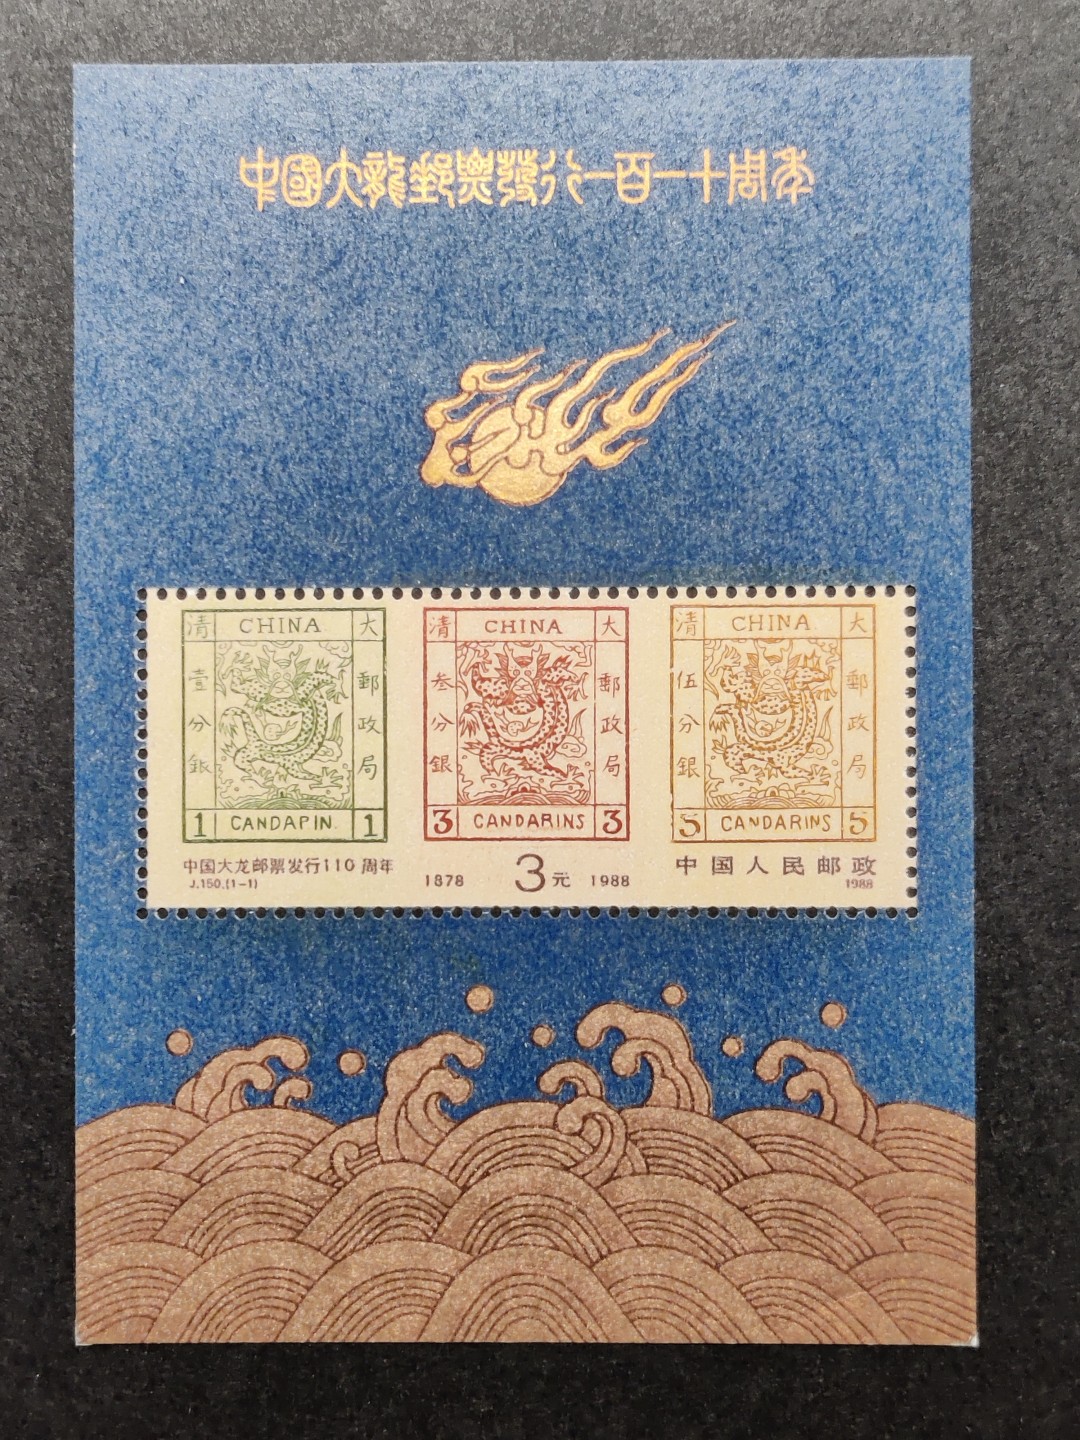 中國大龍郵票發行一百一十周年
清 CHINA 大
壹分銀
郵政局
1 CANDARIN. 1
清 CHINA 大
叁分銀
郵政局
3 CANDARINS 3
清 CHINA 大
伍分銀
郵政局
5 CANDARINS 5
中国大龙邮票发行110周年
J.150.(1-1)
1878 3元 1988
中国人民邮政
1988